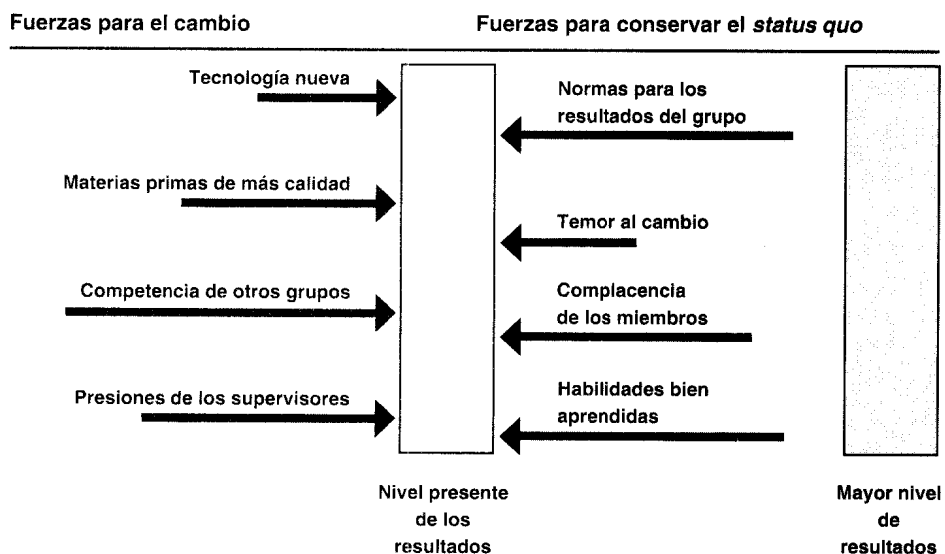 Fuerzas para el cambio
Fuerzas para conservar el status quo
Tecnología nueva
Normas para los
resultados del grupo
Materias primas de más calidad
Temor al cambio
Competencia de otros grupos
Complacencia
de los miembros
Presiones de los supervisores
Habilidades bien
aprendidas
Nivel presente
de los
resultados
Mayor nivel
de
resultados